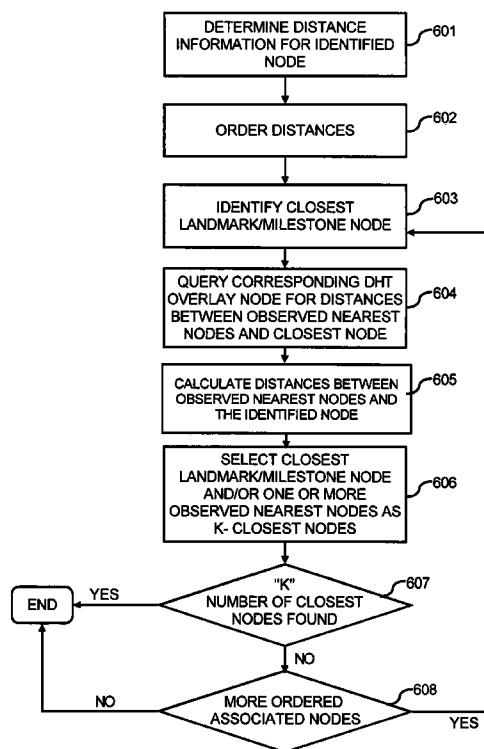 DETERMINE DISTANCE
INFORMATION FOR IDENTIFIED
NODE
601
ORDER DISTANCES
602
IDENTIFY CLOSEST
LANDMARK/MILESTONE NODE
603
QUERY CORRESPONDING DHT
OVERLAY NODE FOR DISTANCES
BETWEEN OBSERVED NEAREST
NODES AND CLOSEST NODE
604
CALCULATE DISTANCES BETWEEN
OBSERVED NEAREST NODES AND
THE IDENTIFIED NODE
605
SELECT CLOSEST
LANDMARK/MILESTONE NODE
AND/OR ONE OR MORE
OBSERVED NEAREST NODES AS
K- CLOSEST NODES
606
"K"
NUMBER OF CLOSEST
NODES FOUND
607
YES
END
NO
MORE ORDERED
ASSOCIATED NODES
608
NO
YES